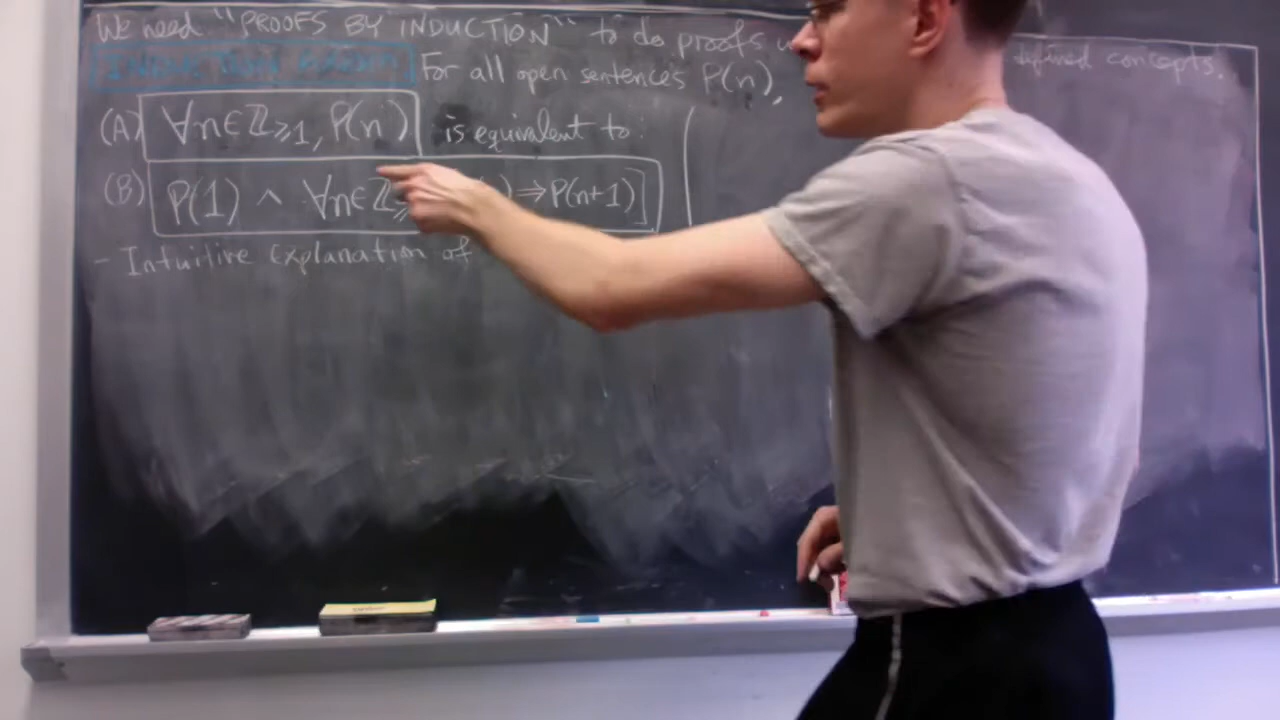 We need "PROOFS BY INDUCTION" to do proofs defined concepts.
INDUCTION For all open sentences P(n),
(A) ∀n∈ℤ≥1, P(n) is equivalent to:
(B) P(1) ∧ ∀n∈ℤ ⇒P(n+1)]
- Intuitive Explanation of